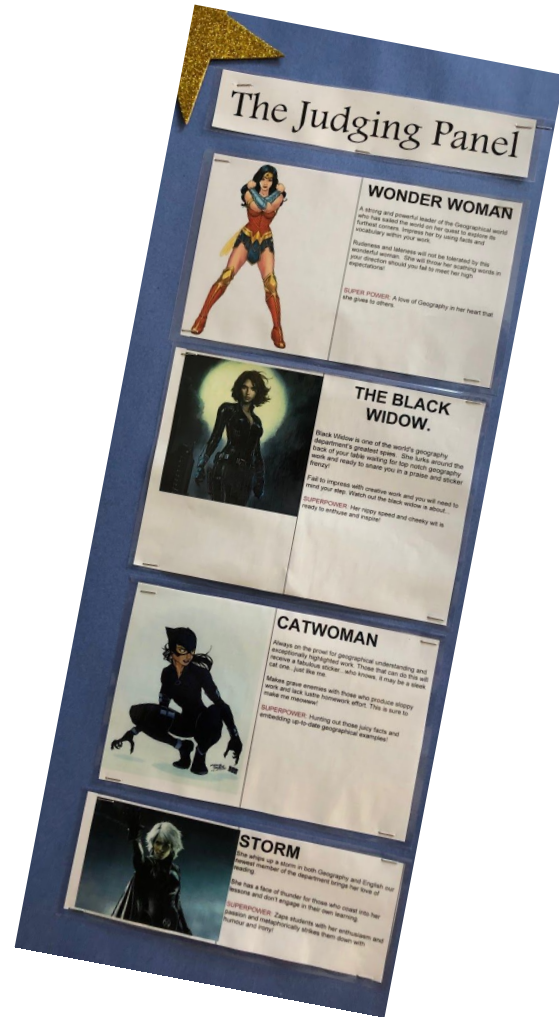 The Judging Panel
WONDER WOMAN
A strong and powerful leader of the Geographical world
who has sailed the world on her quest to explore its
furthest corners. Impress her by using facts and
vocabulary within your work.
Rudeness and lateness will not be tolerated by this
wonderful woman. She will throw her scathing words in
your direction should you fail to meet her high
expectations!
SUPER POWER: A love of Geography in her heart that
she gives to others.
THE BLACK
WIDOW.
Black Widow is one of the world's geography
department's greatest spies. She lurks around the
back of your table waiting for top notch geography
work and ready to snare you in a praise and sticker
frenzy!
Fail to impress with creative work and you will need to
mind your step. Watch out the black widow is about...
SUPERPOWER: Her nippy speed and cheeky wit is
ready to enthuse and inspire!
CATWOMAN
Always on the prowl for geographical understanding and
exceptionally highlighted work. Those that can do this will
receive a fabulous sticker...who knows, it may be a sleek
cat one...just like me.
Makes grave enemies with those who produce sloppy
work and lack lustre homework effort. This is sure to
make me meowew!
SUPERPOWER: Hunting out those juicy facts and
embedding up-to-date geographical examples!
STORM
She whips up a storm in both Geography and English our
newest member of the department brings her love of
reading.
She has a face of thunder for those who coast into her
lessons and don't engage in their own learning.
SUPERPOWER: Zaps students with her enthusiasm and
passion and metaphorically strikes them down with
humour and irony!